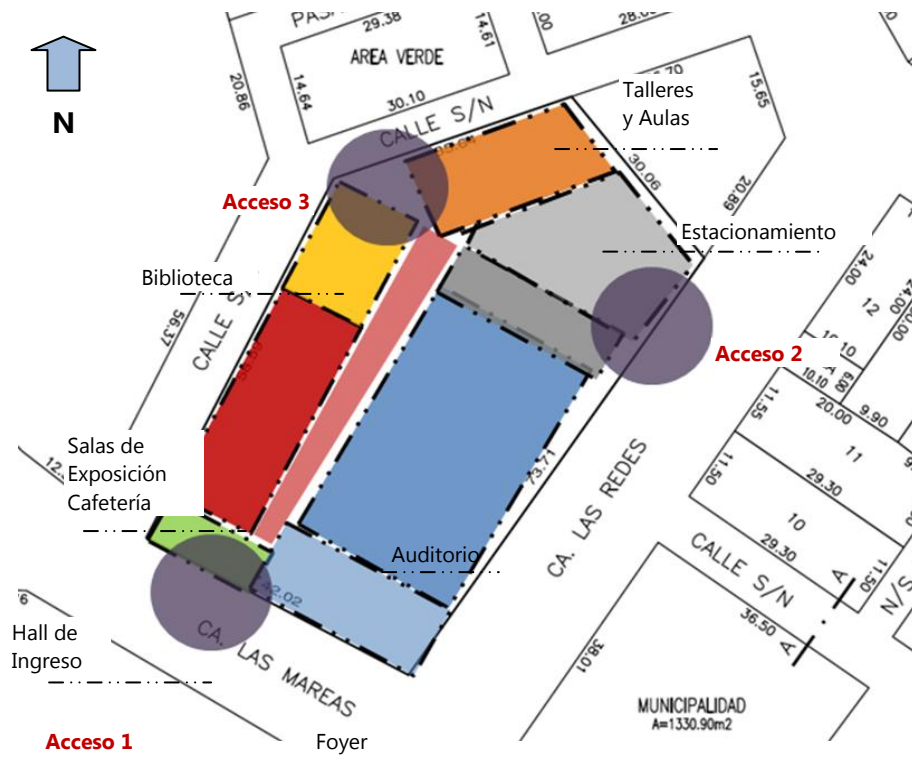 PASA
29.38
14.61
AREA VERDE
14.64
30.10
20.86
N
CALLE S/N
Talleres
y Aulas
15.65
30.06
20.89
Acceso 3
Estacionamiento
Biblioteca
CALLE S/
56.37
Acceso 2
24.00
12
10.10
6.00
10.10
9.90
20.00
11.55
11
29.30
11.50
10
29.30
11.50
CALLE S/N
N/S
A
A
36.50
73.71
CA. LAS REDES
Salas de
Exposición
Cafetería
Auditorio
42.02
Hall de
Ingreso
CA. LAS MAREAS
38.01
MUNICIPALIDAD
A=1330.90m2
Acceso 1
Foyer